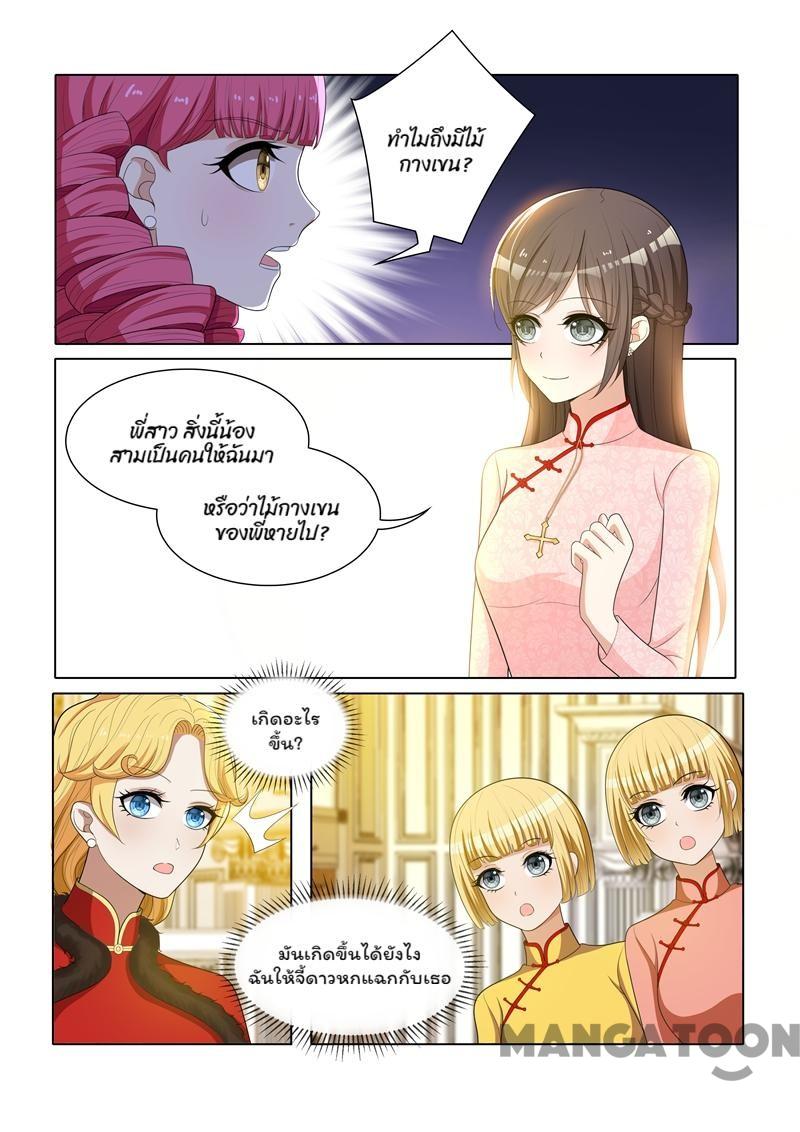 ทำไมถึงมีไม้
กางเขน?
พี่สาว สิ่งนี้น้อง
สามเป็นคนให้ฉันมา
หรือว่าไม้กางเขน
ของพี่หายไป?
เกิดอะไร
ขึ้น?
มันเกิดขึ้นได้ยังไง
ฉันให้จี้ดาวหกแฉกกับเธอ
MANGATOON